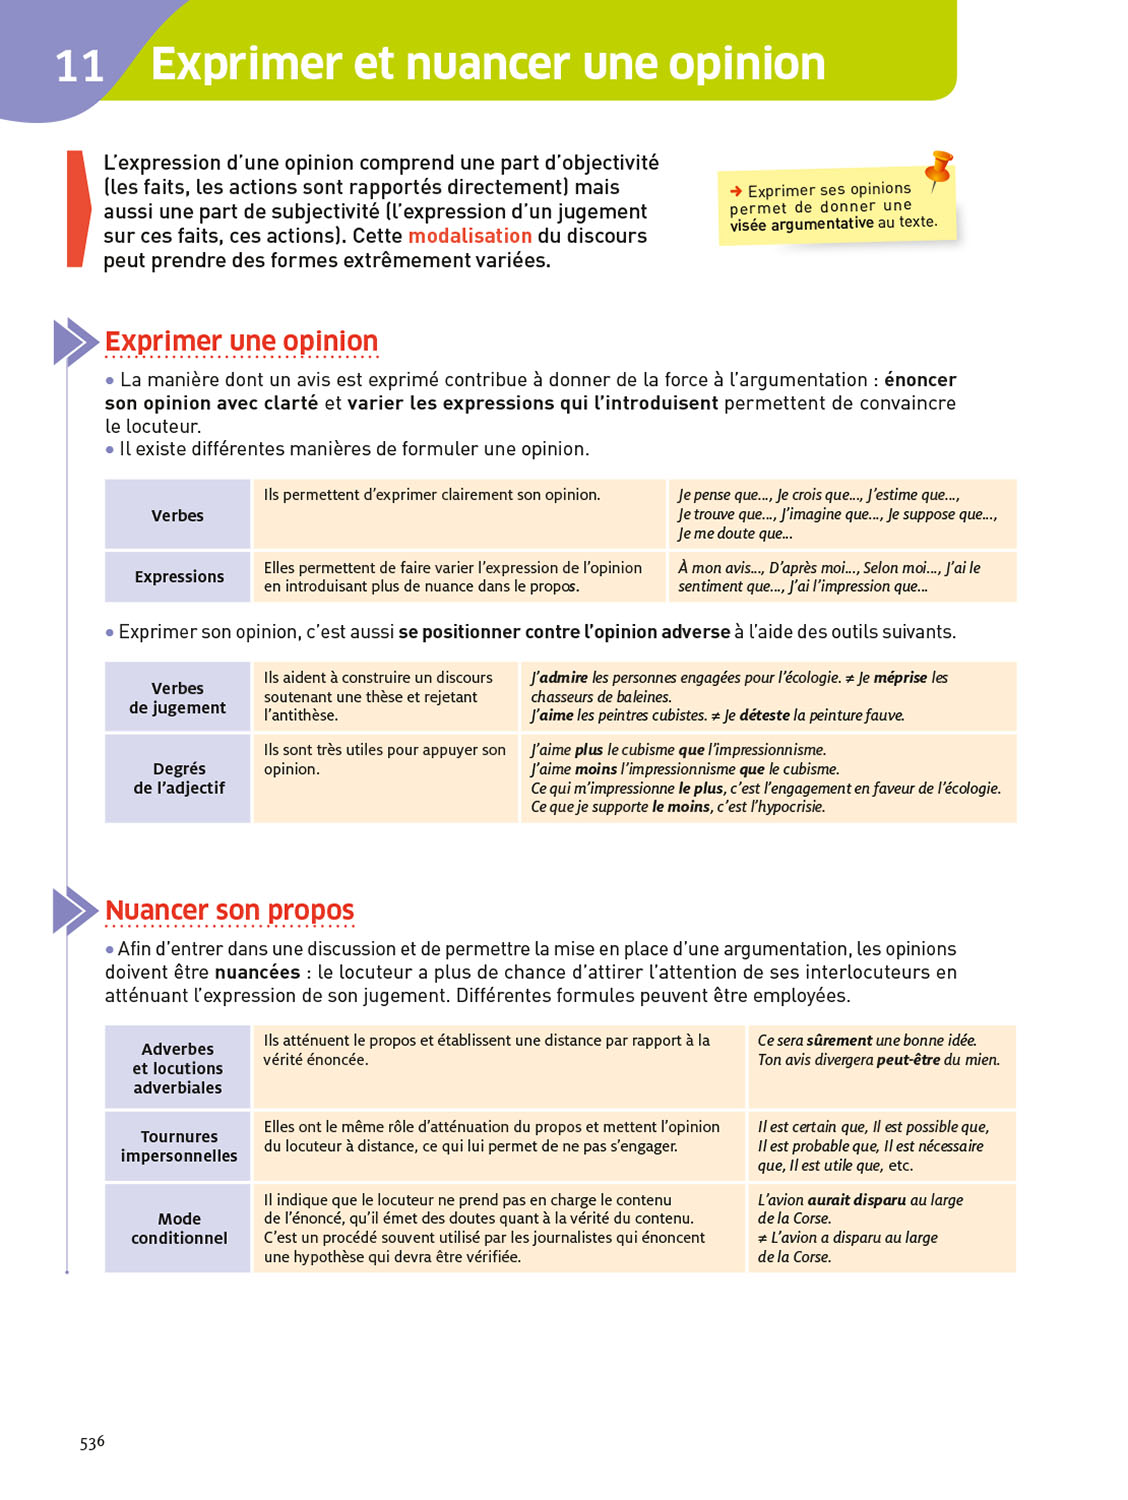 11 Exprimer et nuancer une opinion
L’expression d’une opinion comprend une part d’objectivité
(les faits, les actions sont rapportés directement) mais
aussi une part de subjectivité (l’expression d’un jugement
sur ces faits, ces actions). Cette modalisation du discours
peut prendre des formes extrêmement variées.
➔ Exprimer ses opinions
permet de donner une
visée argumentative au texte.
Exprimer une opinion
• La manière dont un avis est exprimé contribue à donner de la force à l’argumentation : énoncer
son opinion avec clarté et varier les expressions qui l’introduisent permettent de convaincre
le locuteur.
• Il existe différentes manières de formuler une opinion.
Verbes
Ils permettent d’exprimer clairement son opinion.
Je pense que..., Je crois que..., J’estime que...,
Je trouve que..., J’imagine que..., Je suppose que...,
Je me doute que...
Expressions
Elles permettent de faire varier l’expression de l’opinion
en introduisant plus de nuance dans le propos.
À mon avis..., D’après moi..., Selon moi..., J’ai le
sentiment que..., J’ai l’impression que...
• Exprimer son opinion, c’est aussi se positionner contre l’opinion adverse à l’aide des outils suivants.
Verbes
de jugement
Ils aident à construire un discours
soutenant une thèse et rejetant
l’antithèse.
J’admire les personnes engagées pour l’écologie. ≠ Je méprise les
chasseurs de baleines.
J’aime les peintres cubistes. ≠ Je déteste la peinture fauve.
Degrés
de l’adjectif
Ils sont très utiles pour appuyer son
opinion.
J’aime plus le cubisme que l’impressionnisme.
J’aime moins l’impressionnisme que le cubisme.
Ce qui m’impressionne le plus, c’est l’engagement en faveur de l’écologie.
Ce que je supporte le moins, c’est l’hypocrisie.
Nuancer son propos
• Afin d’entrer dans une discussion et de permettre la mise en place d’une argumentation, les opinions
doivent être nuancées : le locuteur a plus de chance d’attirer l’attention de ses interlocuteurs en
atténuant l’expression de son jugement. Différentes formules peuvent être employées.
Adverbes
et locutions
adverbiales
Ils atténuent le propos et établissent une distance par rapport à la
vérité énoncée.
Ce sera sûrement une bonne idée.
Ton avis divergera peut-être du mien.
Tournures
impersonnelles
Elles ont le même rôle d’atténuation du propos et mettent l’opinion
du locuteur à distance, ce qui lui permet de ne pas s’engager.
Il est certain que, Il est possible que,
Il est probable que, Il est nécessaire
que, Il est utile que, etc.
Mode
conditionnel
Il indique que le locuteur ne prend pas en charge le contenu
de l’énoncé, qu’il émet des doutes quant à la vérité du contenu.
C’est un procédé souvent utilisé par les journalistes qui énoncent
une hypothèse qui devra être vérifiée.
L’avion aurait disparu au large
de la Corse.
≠ L’avion a disparu au large
de la Corse.
536